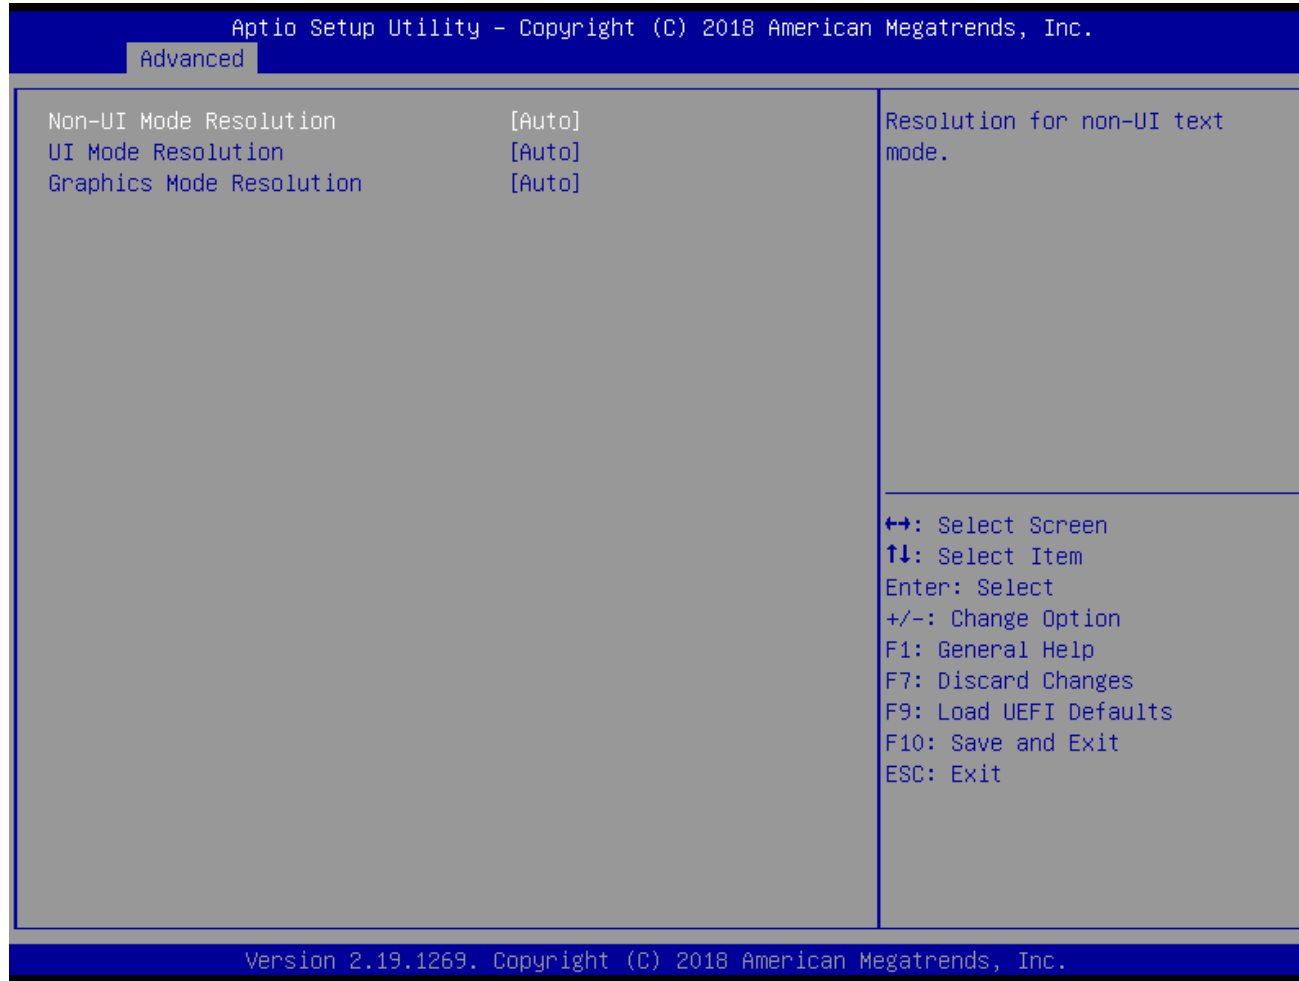 Aptio Setup Utility – Copyright (C) 2018 American Megatrends, Inc.
Advanced
Non–UI Mode Resolution [Auto]
UI Mode Resolution [Auto]
Graphics Mode Resolution [Auto]
Resolution for non–UI text
mode.
↔: Select Screen
↑↓: Select Item
Enter: Select
+/–: Change Option
F1: General Help
F7: Discard Changes
F9: Load UEFI Defaults
F10: Save and Exit
ESC: Exit
Version 2.19.1269. Copyright (C) 2018 American Megatrends, Inc.